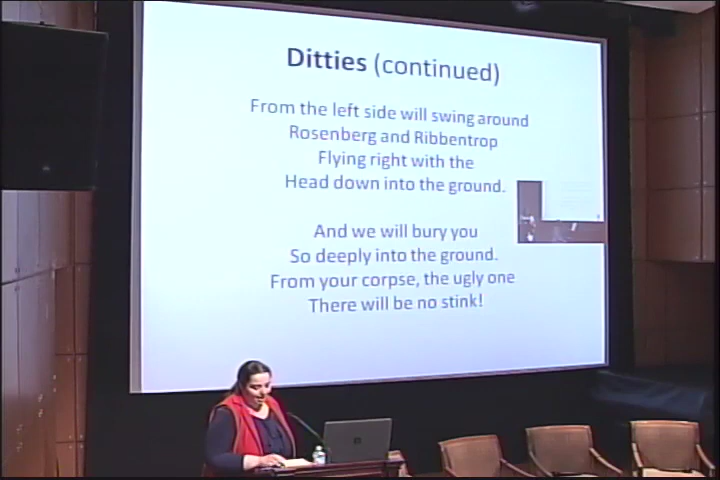 Ditties (continued)
From the left side will swing around
Rosenberg and Ribbentrop
Flying right with the
Head down into the ground.
And we will bury you
So deeply into the ground.
From your corpse, the ugly one
There will be no stink!